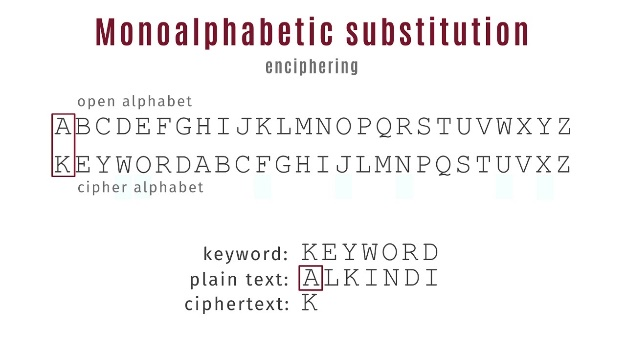 Monoalphabetic substitution
enciphering
open alphabet
ABCDEFGHIJKLMNOPQRSTUVWXYZ
KEYWORDABCFGHIJLMNPQSTUVXZ
cipher alphabet
keyword: KEYWORD
plain text: ALKINDI
ciphertext: K